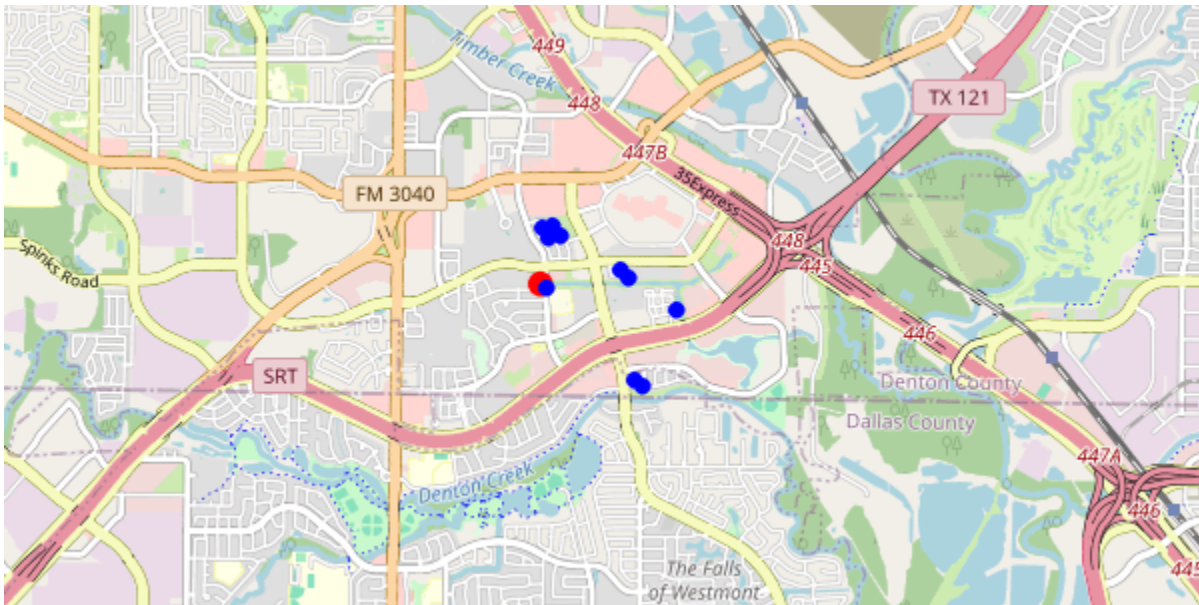 449
Timber Creek
448
TX 121
447B
35Express
FM 3040
448
Spinks Road
445
446
SRT
Denton County
Dallas County
447A
Denton Creek
446
The Falls
of Westmont
445